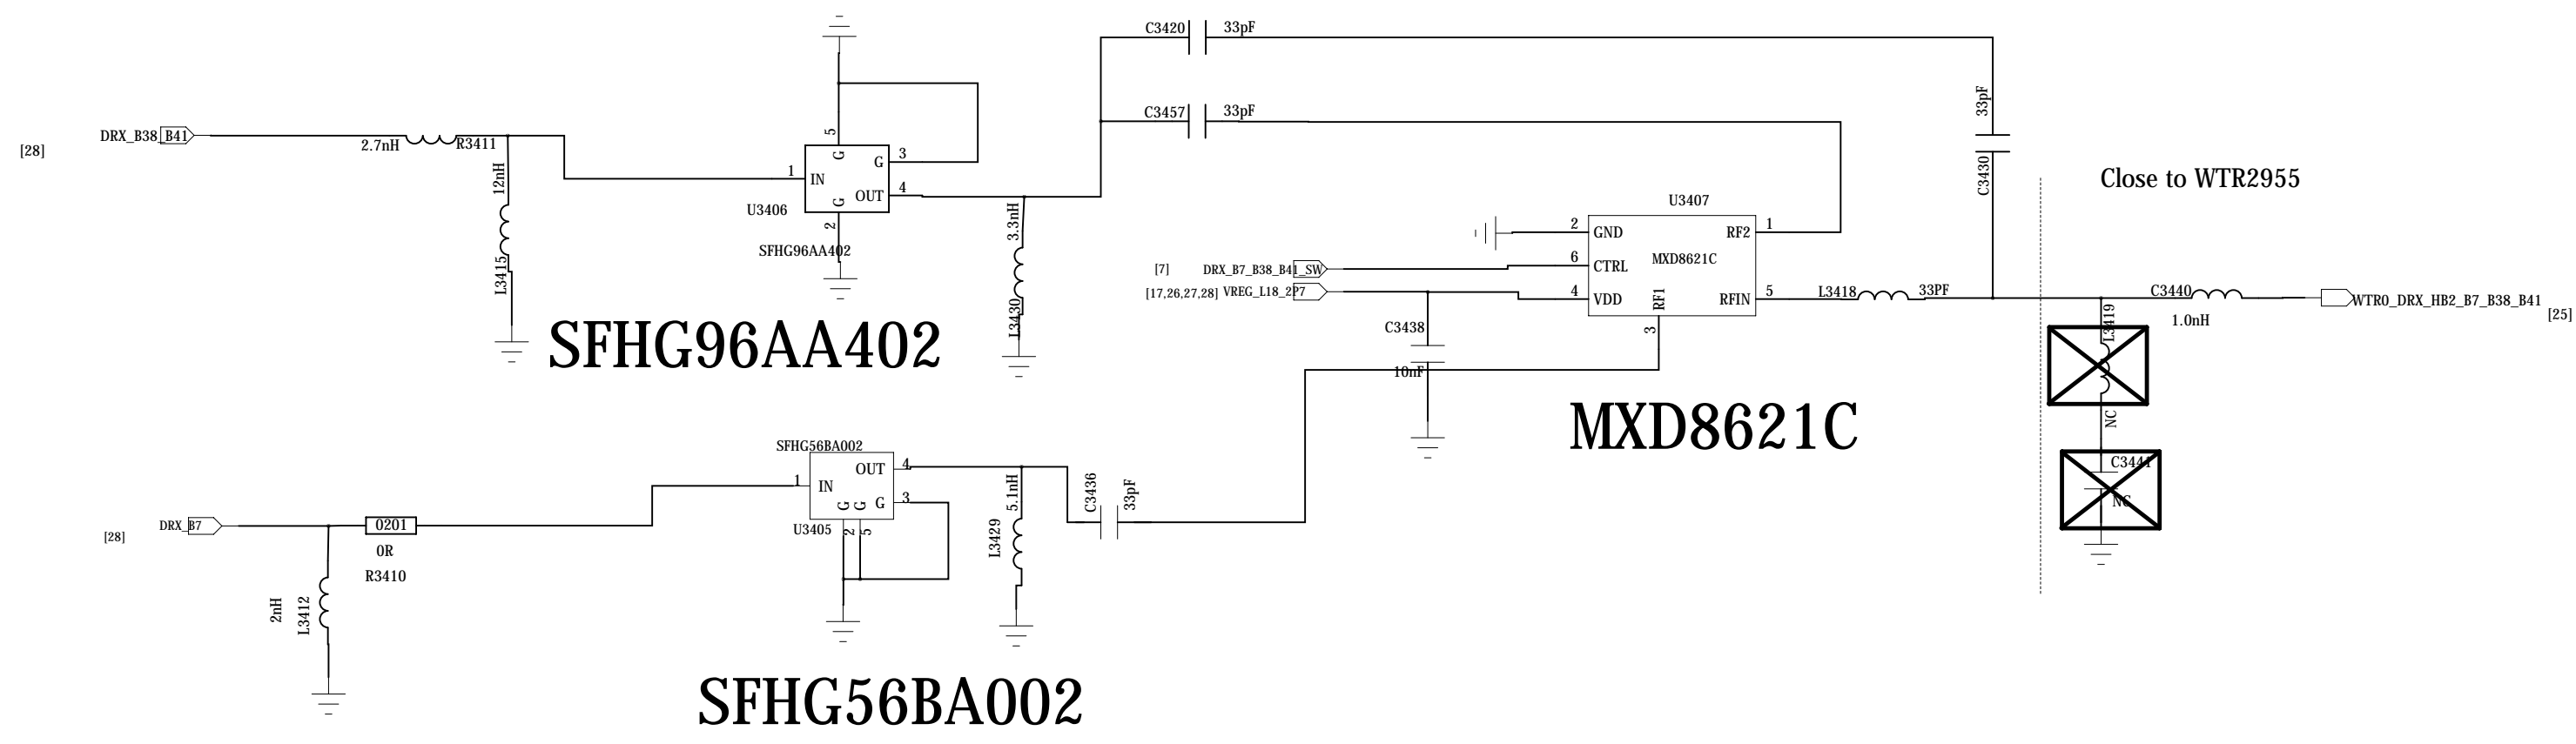 C3420
33pF
C3457
33pF
33pF
C3430
DRX_B38_B41
[28]
2.7nH
R3411
12nH
L3415
5
G
3
G
1
IN
4
OUT
G
2
U3406
SFHG96AA402
3.3nH
L3430
SFHG96AA402
Close to WTR2955
U3407
2
GND
RF2
1
6
CTRL
MXD8621C
4
VDD
RF1
RFIN
5
3
[7]
DRX_B7_B38_B41_SW
[17,26,27,28]
VREG_L18_2P7
C3438
10nF
L3418
33PF
C3440
1.0nH
WTR0_DRX_HB2_B7_B38_B41
[25]
L3419
NC
C3441
NC
MXD8621C
SFHG56BA002
OUT
4
1
IN
G
G
G
3
U3405
2
5
5.1nH
L3429
C3436
33pF
DRX_B7
[28]
0201
0R
R3410
2nH
L3412
SFHG56BA002